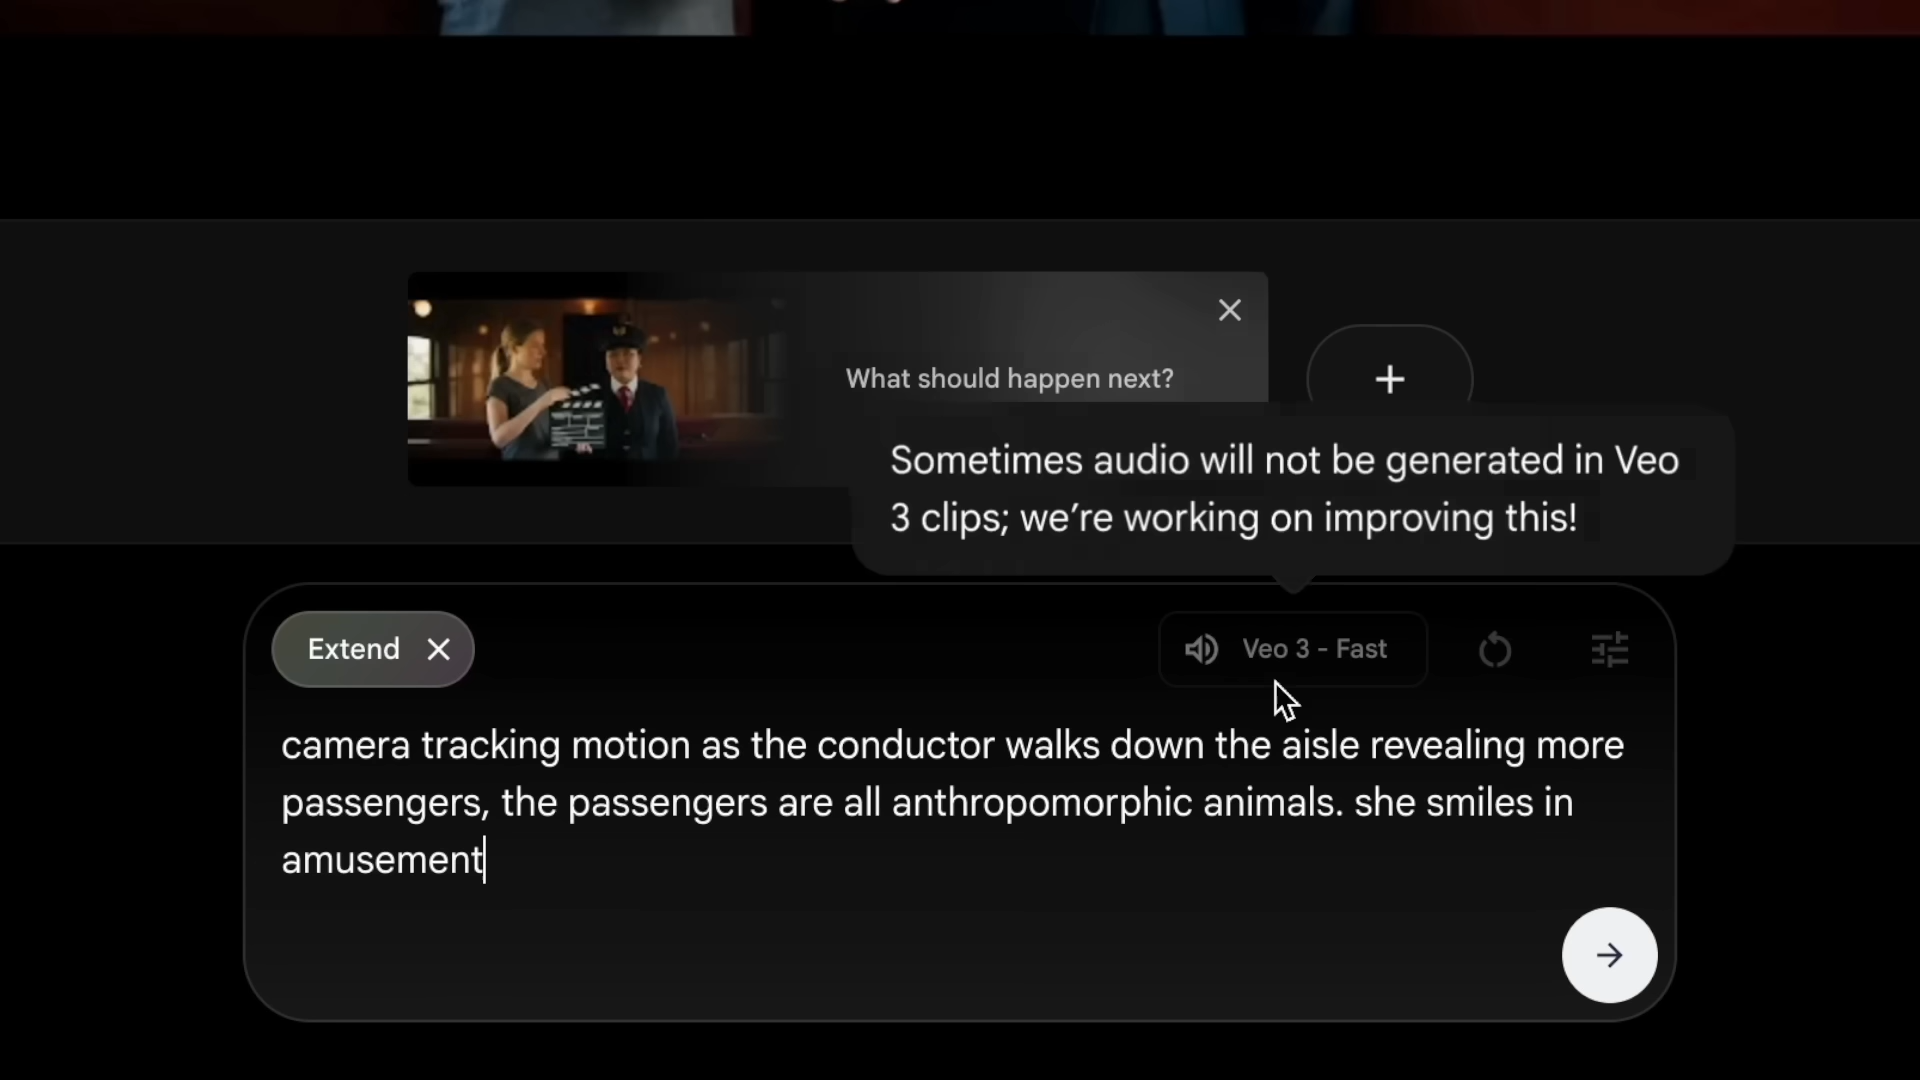 What should happen next?
Sometimes audio will not be generated in Veo
3 clips; we’re working on improving this!
Extend
Veo 3 - Fast
camera tracking motion as the conductor walks down the aisle revealing more
passengers, the passengers are all anthropomorphic animals. she smiles in
amusement